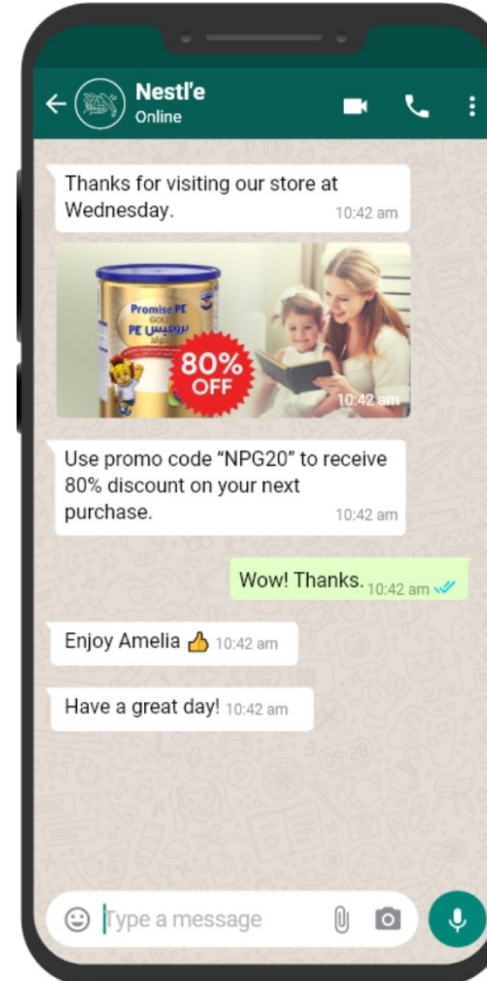 Nestl'e
Online
Thanks for visiting our store at
Wednesday.
10:42 am
Promise PE
GOLD
بروميس PE
جولد
80%
OFF
10:42 am
Use promo code “NPG20” to receive
80% discount on your next
purchase.
10:42 am
Wow! Thanks. 10:42 am
Enjoy Amelia 👍 10:42 am
Have a great day! 10:42 am
Type a message